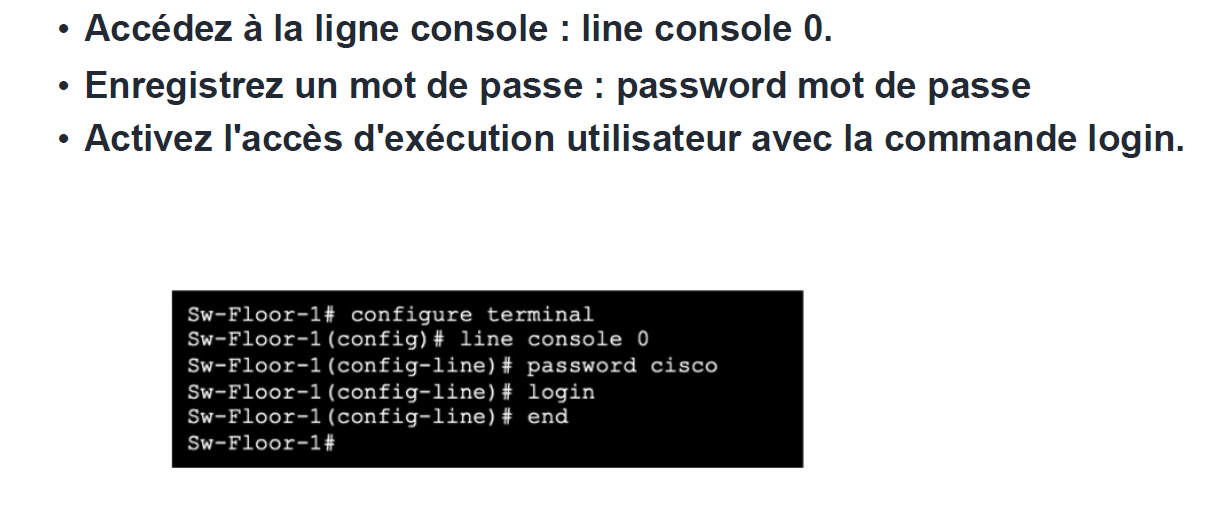 • Accédez à la ligne console : line console 0.
• Enregistrez un mot de passe : password mot de passe
• Activez l'accès d'exécution utilisateur avec la commande login.
Sw-Floor-1# configure terminal
Sw-Floor-1(config)# line console 0
Sw-Floor-1(config-line)# password cisco
Sw-Floor-1(config-line)# login
Sw-Floor-1(config-line)# end
Sw-Floor-1#